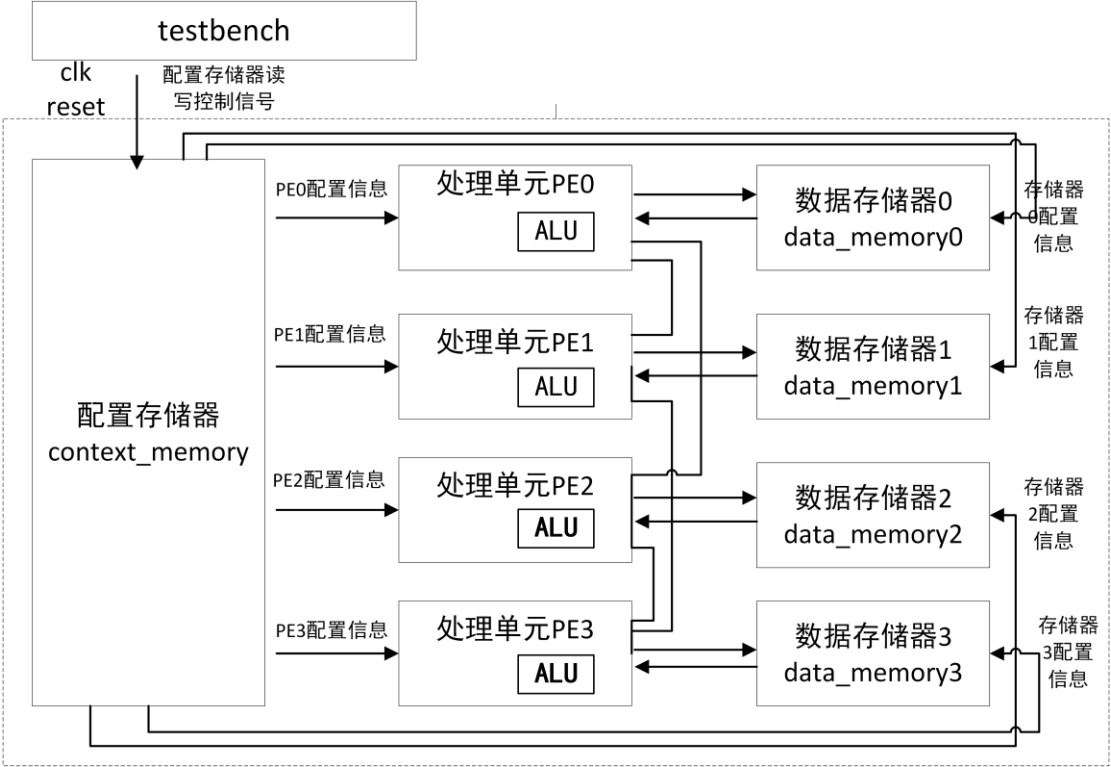 testbench
clk
reset
配置存储器读
写控制信号
配置存储器
context_memory
PE0配置信息
处理单元PE0
ALU
数据存储器0
data_memory0
存储器
0配置
信息
PE1配置信息
处理单元PE1
ALU
数据存储器1
data_memory1
存储器
1配置
信息
PE2配置信息
处理单元PE2
ALU
数据存储器2
data_memory2
存储器
2配置
信息
PE3配置信息
处理单元PE3
ALU
数据存储器3
data_memory3
存储器
3配置
信息